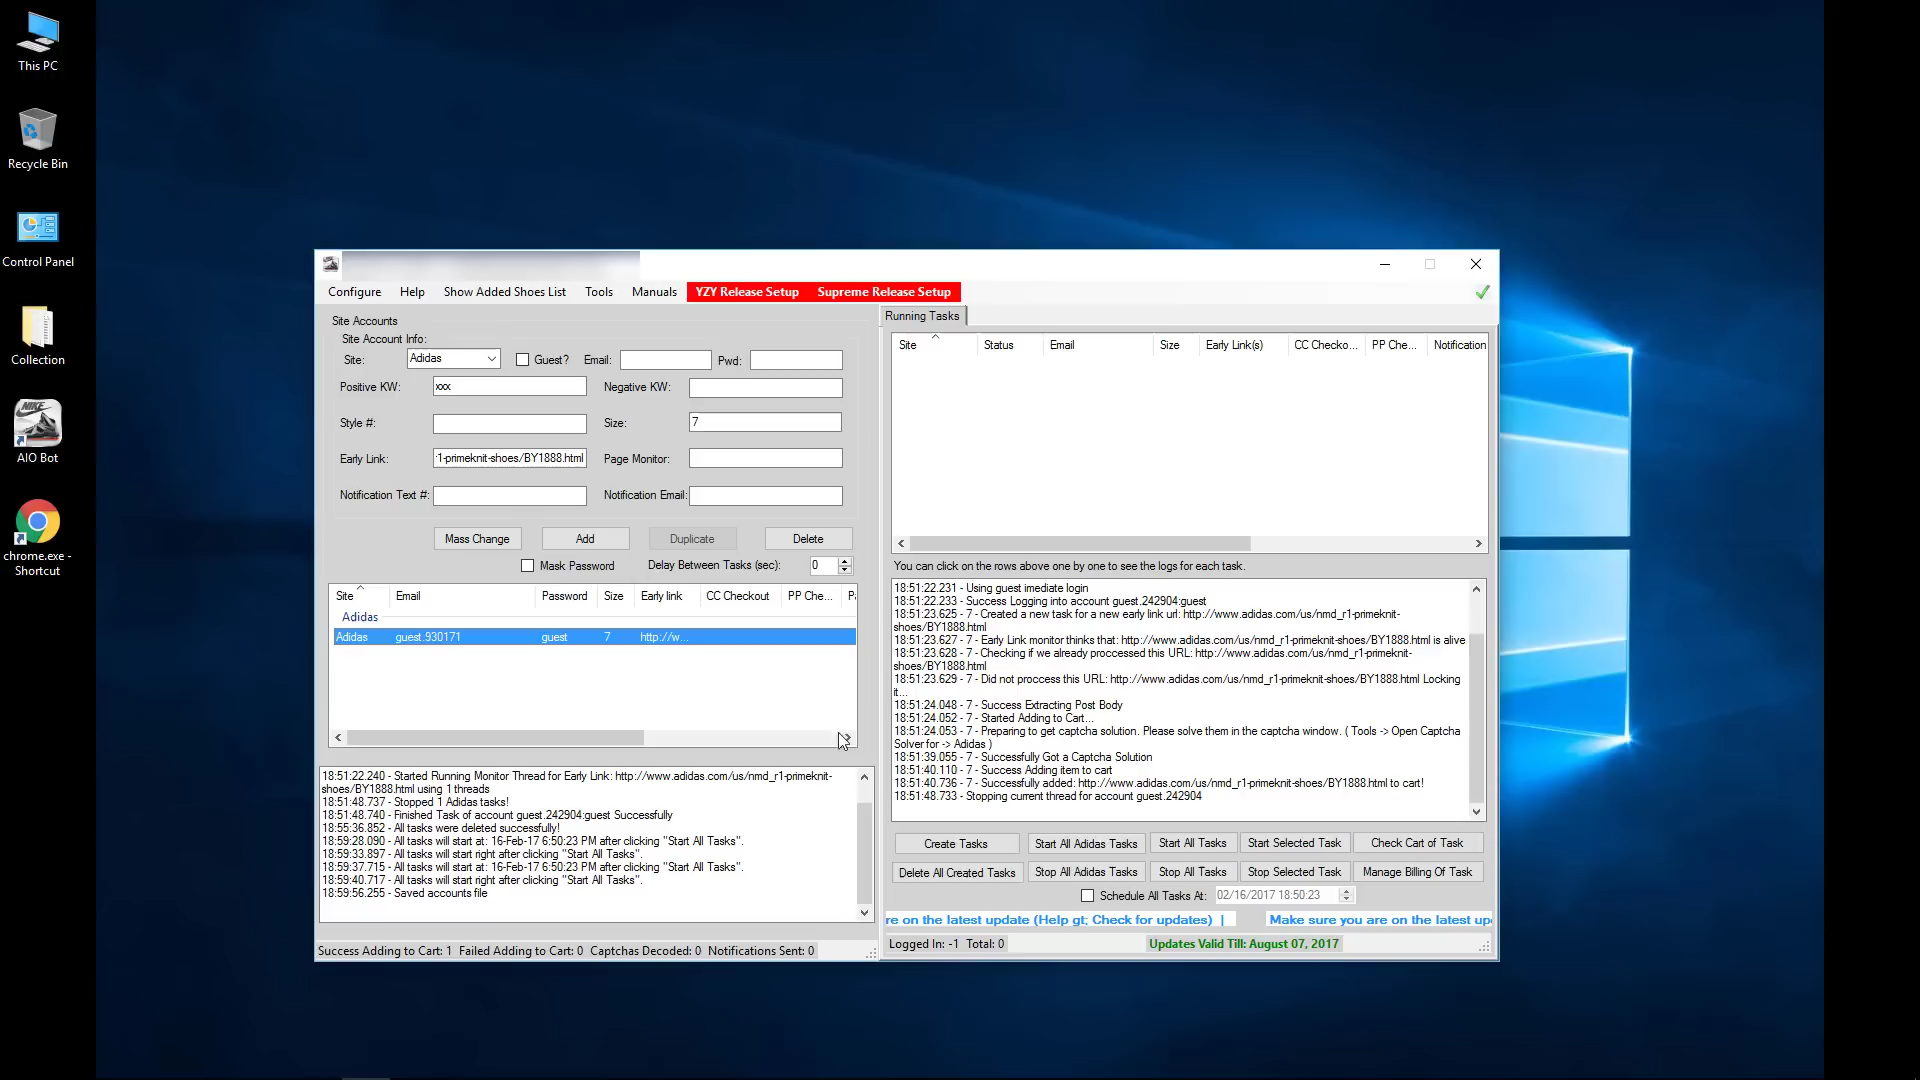 This PC
Recycle Bin
Control Panel
Collection
NIKE
AIO Bot
chrome.exe -
Shortcut
Configure Help Show Added Shoes List Tools Manuals YZY Release Setup Supreme Release Setup
Site Accounts
Site Account Info:
Site: Adidas Guest? Email: Pwd:
Positive KW: xxx Negative KW:
Style #: Size: 7
Early Link: 1-primeknit-shoes/BY1888.html Page Monitor:
Notification Text #: Notification Email:
Mass Change Add Duplicate Delete
Mask Password Delay Between Tasks (sec): 0
Site Email Password Size Early link CC Checkout PP Che... P
Adidas
Adidas guest.930171 guest 7 http://w...
18:51:22.240 - Started Running Monitor Thread for Early Link: http://www.adidas.com/us/nmd_r1-primeknit-
shoes/BY1888.html using 1 threads
18:51:48.737 - Stopped 1 Adidas tasks!
18:51:48.740 - Finished Task of account guest.242904:guest Successfully
18:55:36.852 - All tasks were deleted successfully!
18:59:28.090 - All tasks will start at: 16-Feb-17 6:50:23 PM after clicking "Start All Tasks".
18:59:33.897 - All tasks will start right after clicking "Start All Tasks".
18:59:37.715 - All tasks will start at: 16-Feb-17 6:50:23 PM after clicking "Start All Tasks".
18:59:40.717 - All tasks will start right after clicking "Start All Tasks".
18:59:56.255 - Saved accounts file
Success Adding to Cart: 1 Failed Adding to Cart: 0 Captchas Decoded: 0 Notifications Sent: 0
Running Tasks
Site Status Email Size Early Link(s) CC Checko... PP Che... Notification
You can click on the rows above one by one to see the logs for each task.
18:51:22.231 - Using guest imediate login
18:51:22.233 - Success Logging into account guest.242904:guest
18:51:23.625 - 7 - Created a new task for a new early link url: http://www.adidas.com/us/nmd_r1-primeknit-
shoes/BY1888.html
18:51:23.627 - 7 - Early Link monitor thinks that: http://www.adidas.com/us/nmd_r1-primeknit-shoes/BY1888.html is alive
18:51:23.628 - 7 - Checking if we already proccessed this URL: http://www.adidas.com/us/nmd_r1-primeknit-
shoes/BY1888.html
18:51:23.629 - 7 - Did not proccess this URL: http://www.adidas.com/us/nmd_r1-primeknit-shoes/BY1888.html Locking
it...
18:51:24.048 - 7 - Success Extracting Post Body
18:51:24.052 - 7 - Started Adding to Cart...
18:51:24.053 - 7 - Preparing to get captcha solution. Please solve them in the captcha window. ( Tools -> Open Captcha
Solver for -> Adidas )
18:51:39.055 - 7 - Successfully Got a Captcha Solution
18:51:40.110 - 7 - Success Adding item to cart
18:51:40.736 - 7 - Successfully added: http://www.adidas.com/us/nmd_r1-primeknit-shoes/BY1888.html to cart!
18:51:48.733 - Stopping current thread for account guest.242904
Create Tasks Start All Adidas Tasks Start All Tasks Start Selected Task Check Cart of Task
Delete All Created Tasks Stop All Adidas Tasks Stop All Tasks Stop Selected Task Manage Billing Of Task
Schedule All Tasks At: 02/16/2017 18:50:23
re on the latest update (Help gt; Check for updates) | Make sure you are on the latest up
Logged In: -1 Total: 0 Updates Valid Till: August 07, 2017